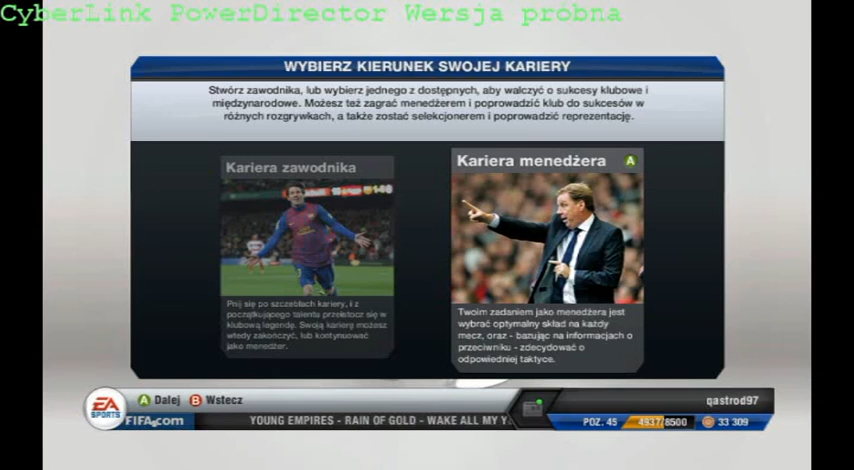 CyberLink PowerDirector Wersja próbna
WYBIERZ KIERUNEK SWOJEJ KARIERY
Stwórz zawodnika, lub wybierz jednego z dostępnych, aby walczyć o sukcesy klubowe i
międzynarodowe. Możesz też zagrać menedżerem i poprowadzić klub do sukcesów w
różnych rozgrywkach, a także zostać selekcjonerem i poprowadzić reprezentację.
Kariera zawodnika
Pnij się po szczeblach kariery, i z
początkującego talenta przeistocz się w
klubową legendę. Swoją karierę możesz
wtedy zakończyć, lub kontynuować
jako menedżer.
Kariera menedżera A
Twoim zadaniem jako menedżera jest
wybrać optymalny skład na każdy
mecz, oraz - bazując na informacjach o
przeciwniku - zdecydować o
odpowiedniej taktyce.
A Dalej B Wstecz
qastrod97
EA
SPORTS
FIFA.com
YOUNG EMPIRES - RAIN OF GOLD - WAKE ALL MY Y
POZ. 45 4937/8500 33 309